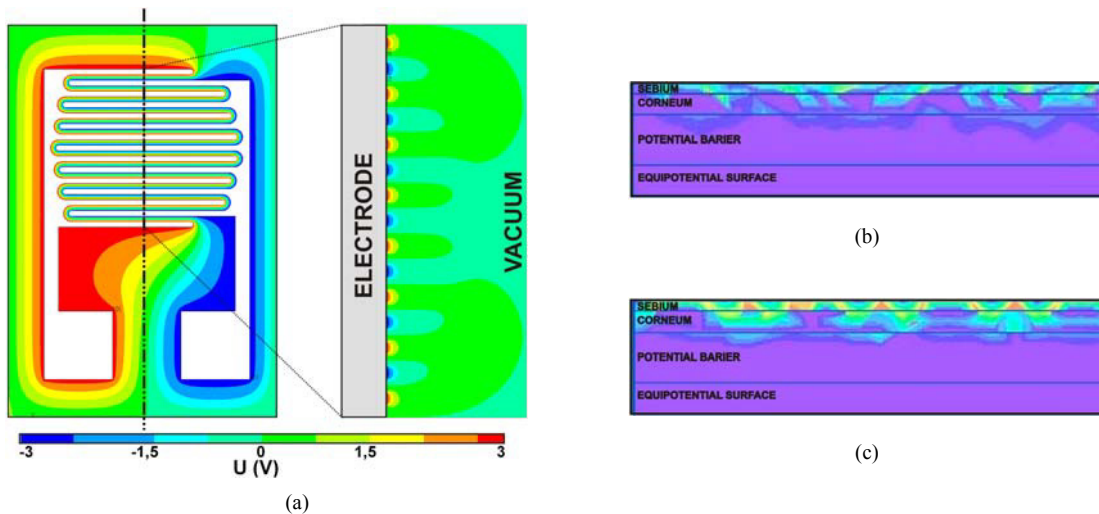 ELECTRODE
VACUUM
-3 -1,5 0 1,5 3
U (V)
(a)
SEBIUM
CORNEUM
POTENTIAL BARIER
EQUIPOTENTIAL SURFACE
(b)
SEBIUM
CORNEUM
POTENTIAL BARIER
EQUIPOTENTIAL SURFACE
(c)